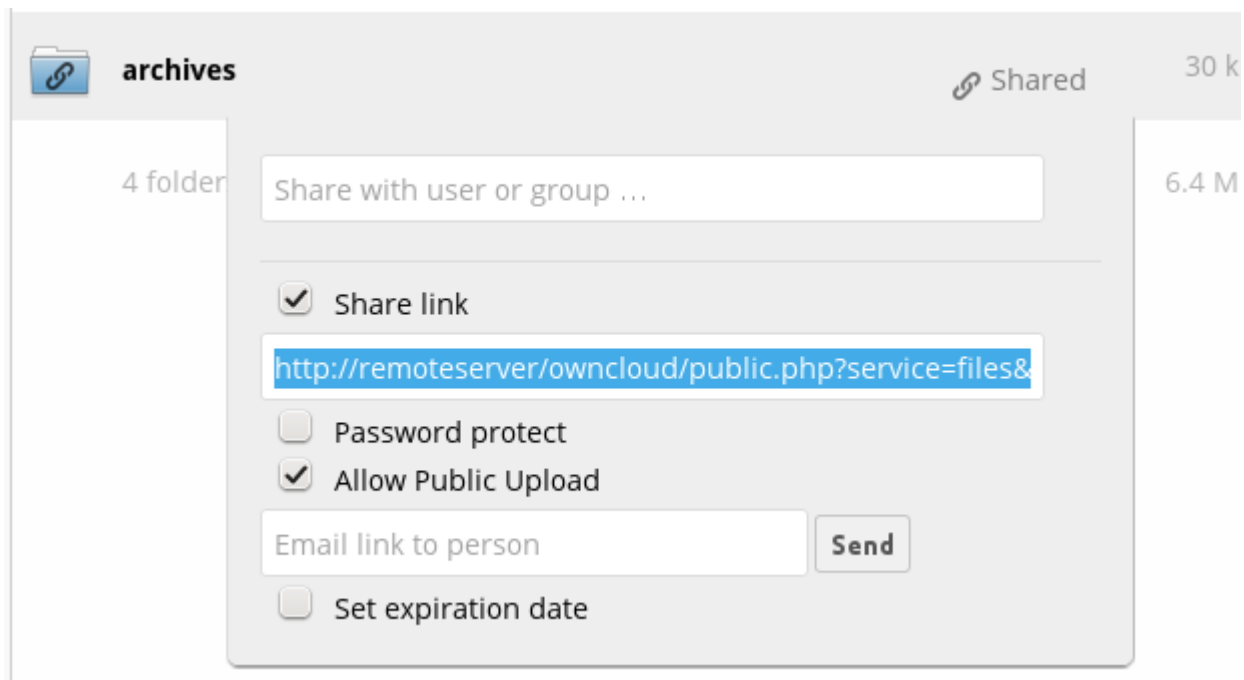 archives Shared 30 k
4 folder 6.4 M
Share with user or group ...
Share link
http://remoteserver/owncloud/public.php?service=files&
Password protect
Allow Public Upload
Email link to person Send
Set expiration date